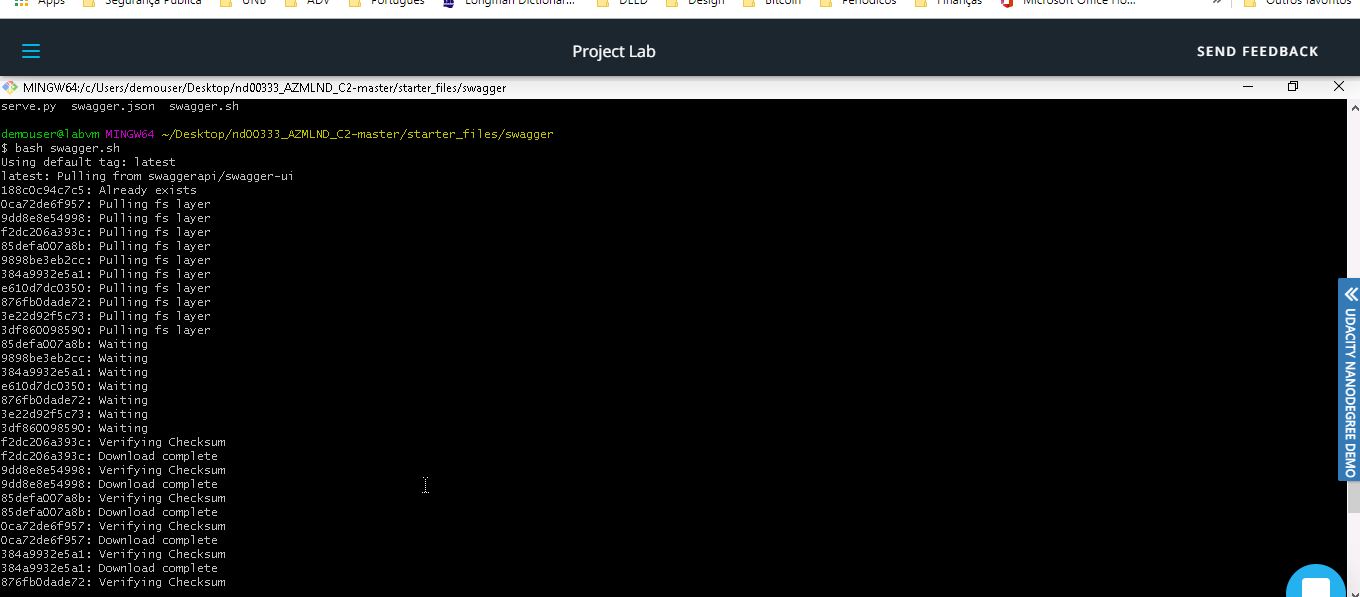 Apps Segurança Pública UNB ADV Português Longman Dictionar... DEED Design Bitcoin Periódicos Finanças Microsoft Office Ho... » Outros favoritos
Project Lab SEND FEEDBACK
MINGW64:/c/Users/demouser/Desktop/nd00333_AZMLND_C2-master/starter_files/swagger
serve.py swagger.json swagger.sh
demouser@labvm MINGW64 ~/Desktop/nd00333_AZMLND_C2-master/starter_files/swagger
$ bash swagger.sh
Using default tag: latest
latest: Pulling from swaggerapi/swagger-ui
188c0c94c7c5: Already exists
0ca72de6f957: Pulling fs layer
9dd8e8e54998: Pulling fs layer
f2dc206a393c: Pulling fs layer
85defa007a8b: Pulling fs layer
9898be3eb2cc: Pulling fs layer
384a9932e5a1: Pulling fs layer
e610d7dc0350: Pulling fs layer
876fb0dade72: Pulling fs layer
3e22d92f5c73: Pulling fs layer
3df860098590: Pulling fs layer
85defa007a8b: Waiting
9898be3eb2cc: Waiting
384a9932e5a1: Waiting
e610d7dc0350: Waiting
876fb0dade72: Waiting
3e22d92f5c73: Waiting
3df860098590: Waiting
f2dc206a393c: Verifying Checksum
f2dc206a393c: Download complete
9dd8e8e54998: Verifying Checksum
9dd8e8e54998: Download complete
85defa007a8b: Verifying Checksum
85defa007a8b: Download complete
0ca72de6f957: Verifying Checksum
0ca72de6f957: Download complete
384a9932e5a1: Verifying Checksum
384a9932e5a1: Download complete
876fb0dade72: Verifying Checksum
UDACITY NANODEGREE DEMO